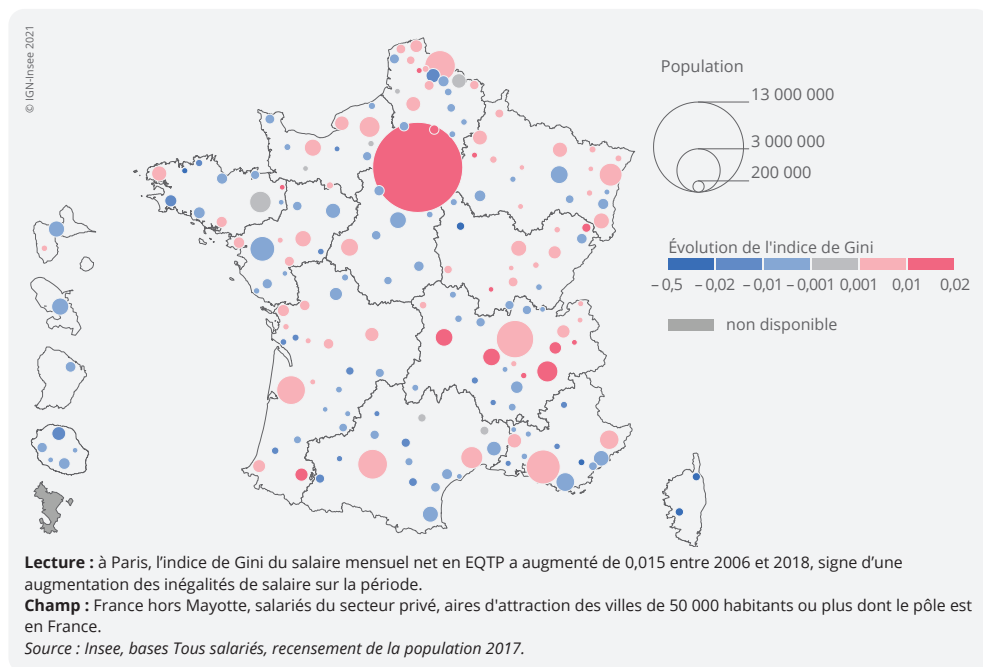 © IGN-Insee 2021
Population
13 000 000
3 000 000
200 000
Évolution de l'indice de Gini
−0,5 −0,02 −0,01 −0,001 0,001 0,01 0,02
non disponible
Lecture : à Paris, l’indice de Gini du salaire mensuel net en EQTP a augmenté de 0,015 entre 2006 et 2018, signe d’une
augmentation des inégalités de salaire sur la période.
Champ : France hors Mayotte, salariés du secteur privé, aires d'attraction des villes de 50 000 habitants ou plus dont le pôle est
en France.
Source : Insee, bases Tous salariés, recensement de la population 2017.